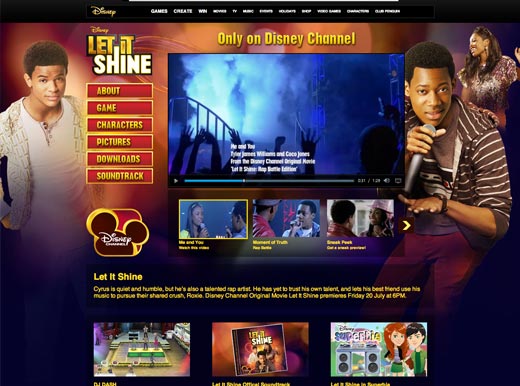 Disney
GAMES CREATE WIN MOVIES TV MUSIC EVENTS HOLIDAYS SHOP VIDEO GAMES CHARACTERS CLUB PENGUIN
Disney
LET IT
SHINE
Only on Disney Channel
ABOUT
GAME
CHARACTERS
PICTURES
DOWNLOADS
SOUNDTRACK
Me and You
Tyler James Williams and Coco Jones
From the Disney Channel Original Movie
'Let It Shine: Rap Battle Edition'
0:31 / 1:29
Disney
CHANNEL
Me and You
Watch this video
Moment of Truth
Rap Battle
Sneak Peek
Get a sneak preview!
Let It Shine
Cyrus is quiet and humble, but he's also a talented rap artist. He has yet to trust his own talent, and lets his best friend use his
music to pursue their shared crush, Roxie. Disney Channel Original Movie Let It Shine premieres Friday 20 July at 6PM.
LET IT
SHINE
Disney
Superbie
DJ DASH
Let It Shine Offical Soundtrack
Let It Shine in Superbie